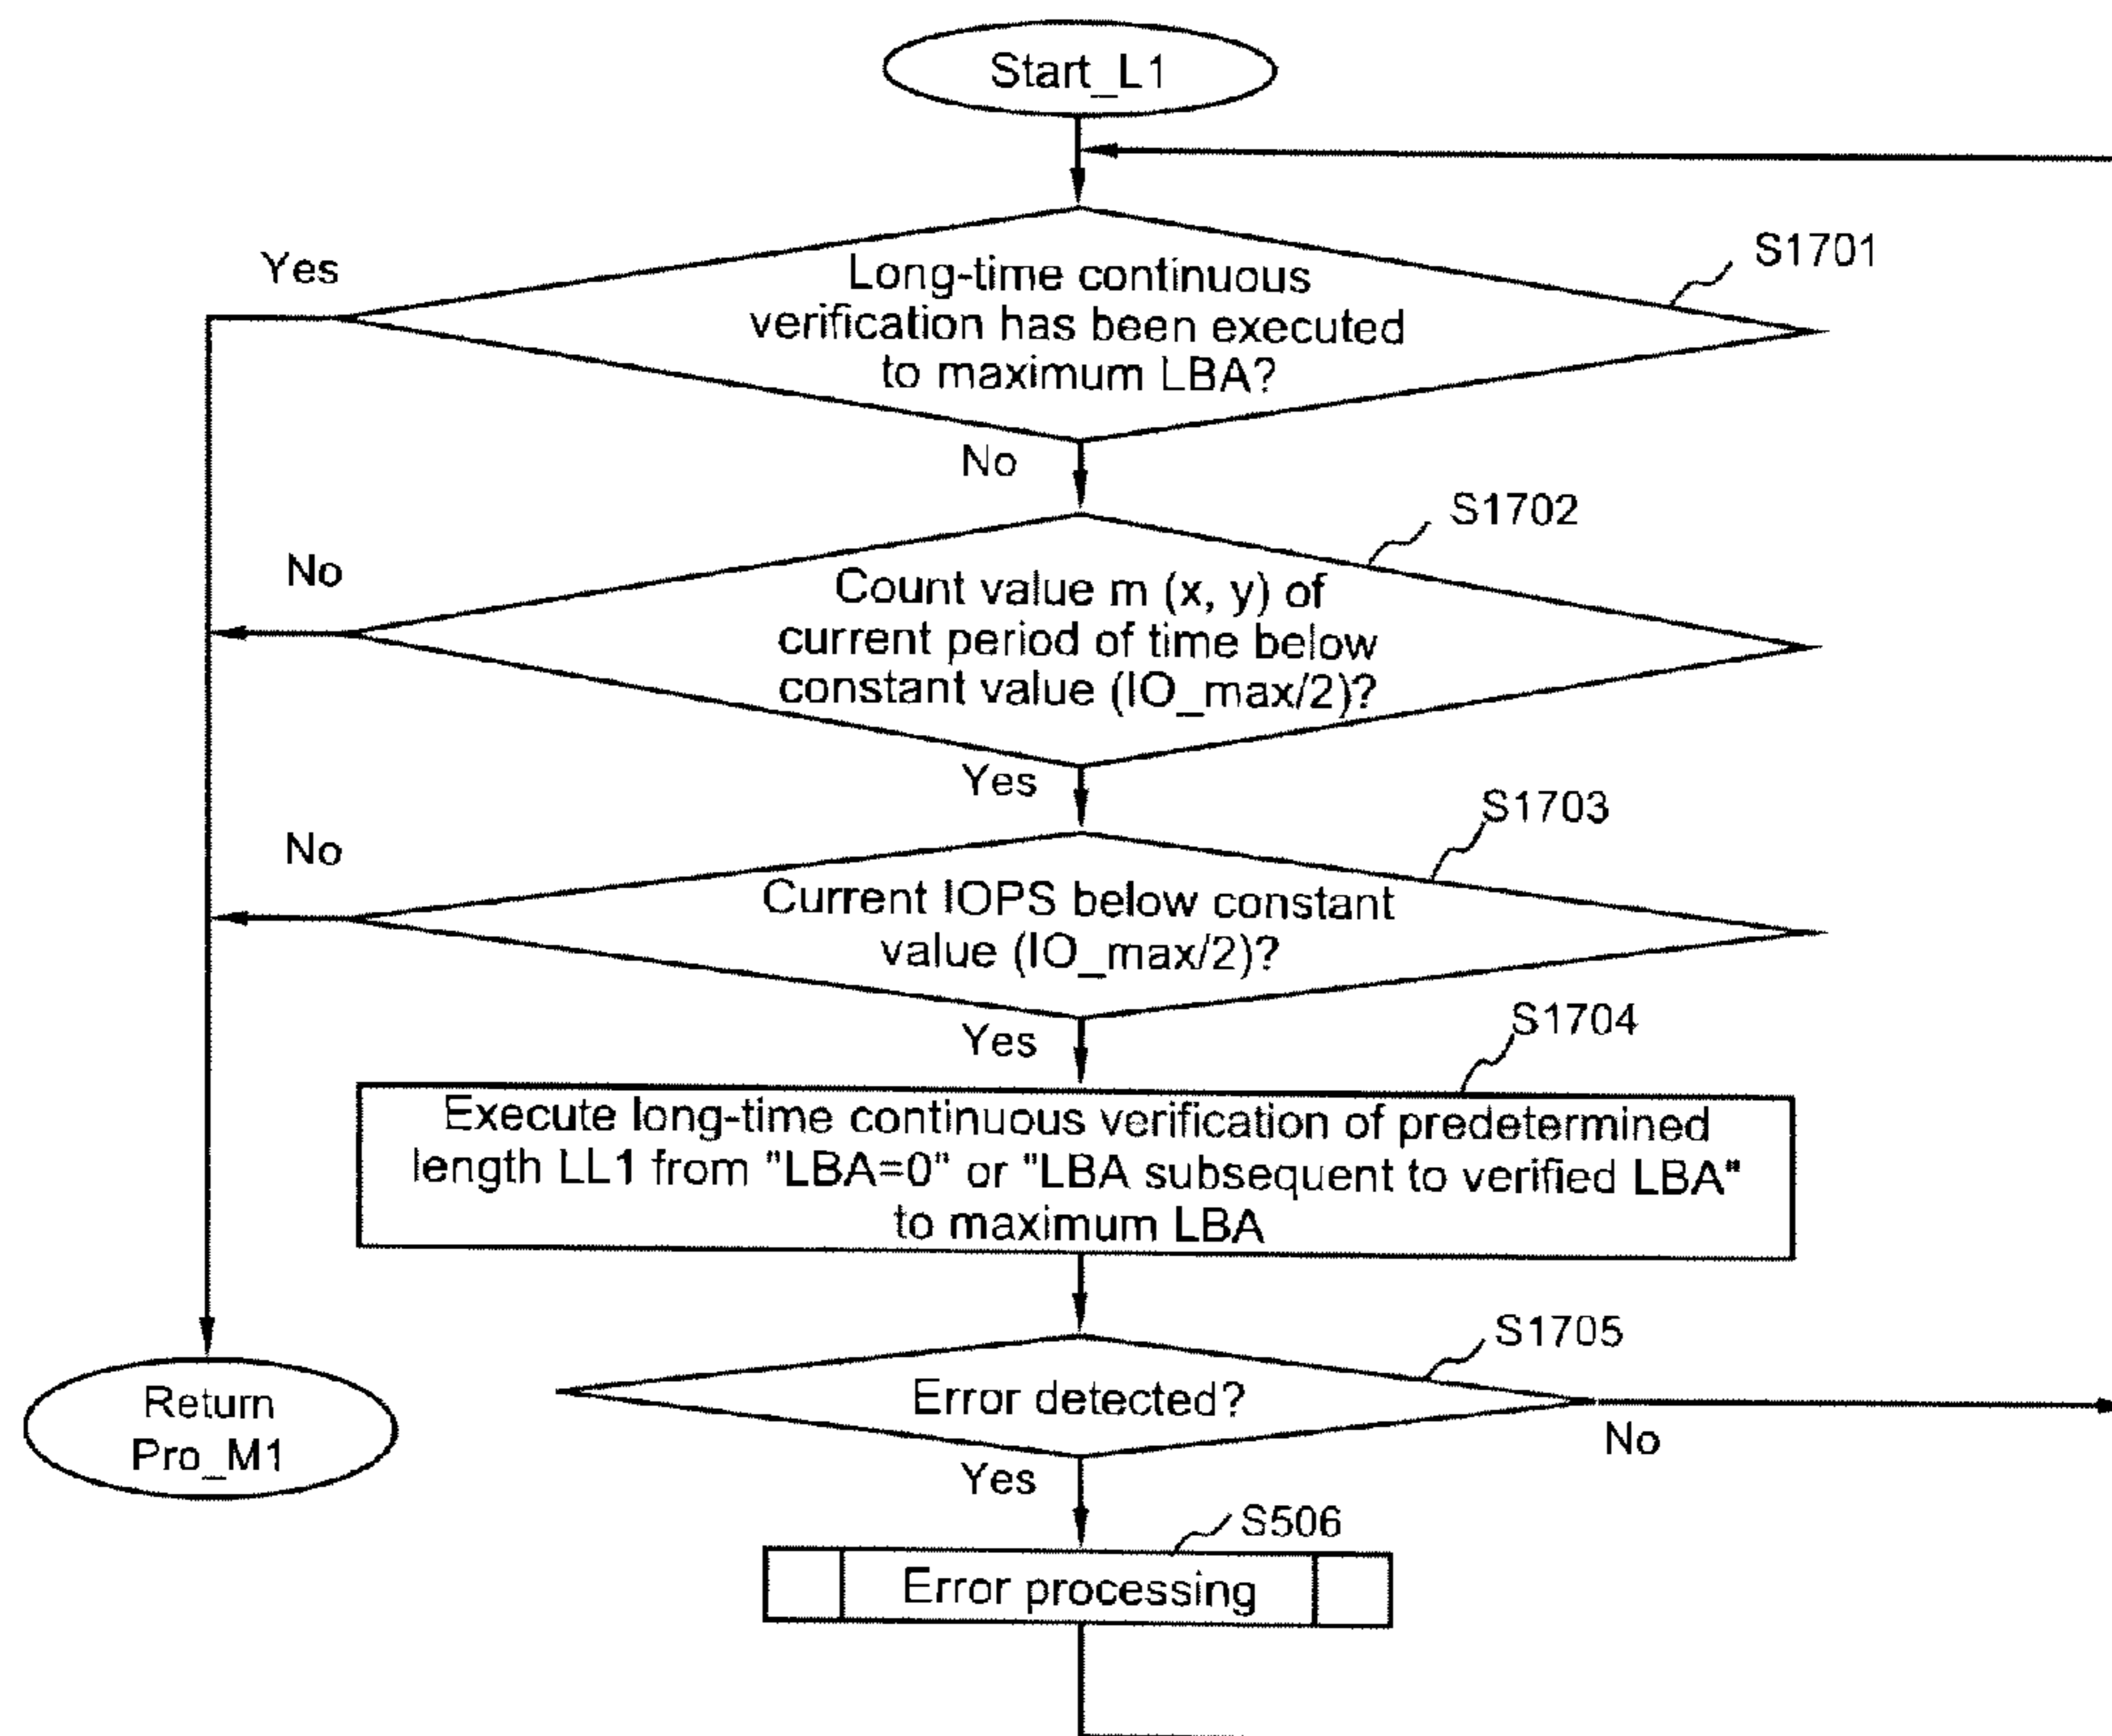 Start_L1
S1701
Yes
Long-time continuous
verification has been executed
to maximum LBA?
No
S1702
No
Count value m (x, y) of
current period of time below
constant value (IO_max/2)?
Yes
S1703
No
Current IOPS below constant
value (IO_max/2)?
Yes
S1704
Execute long-time continuous verification of predetermined
length LL1 from "LBA=0" or "LBA subsequent to verified LBA"
to maximum LBA
S1705
Error detected?
No
Return
Pro_M1
Yes
S506
Error processing